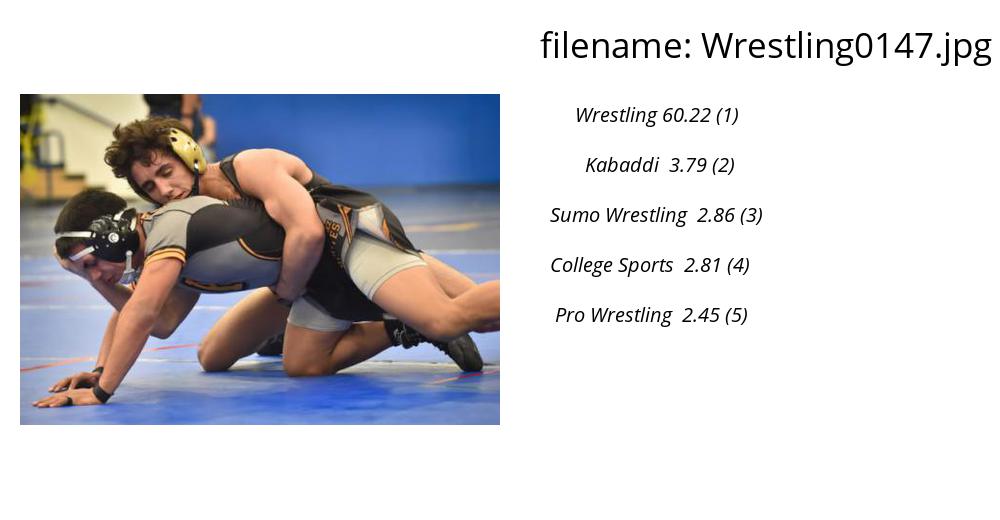 filename: Wrestling0147.jpg
Wrestling 60.22 (1)
Kabaddi 3.79 (2)
Sumo Wrestling 2.86 (3)
College Sports 2.81 (4)
Pro Wrestling 2.45 (5)